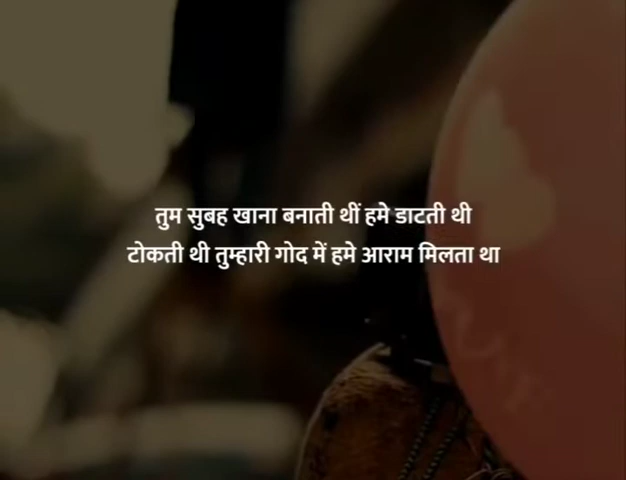 तुम सुबह खाना बनाती थीं हमे डाटती थी
टोकती थी तुम्हारी गोद में हमे आराम मिलता था